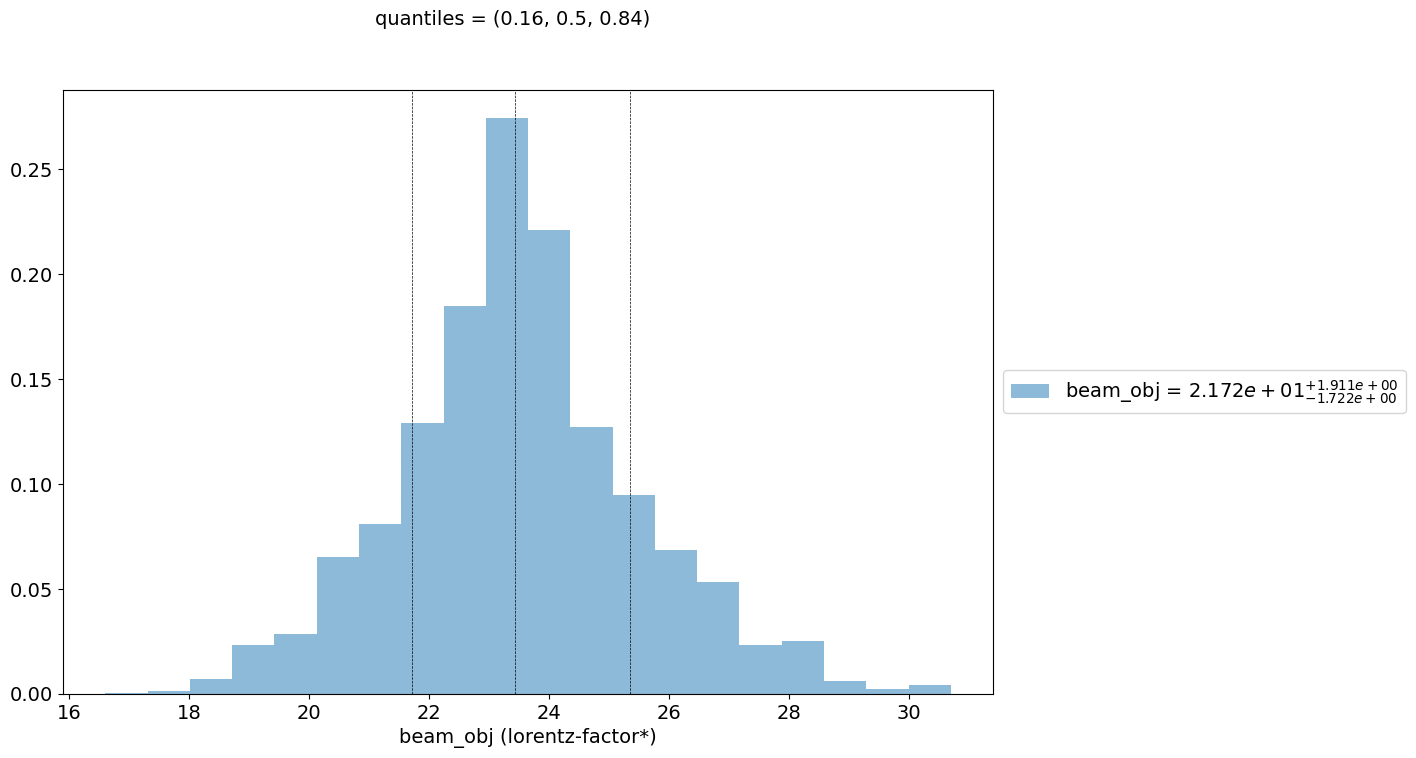 quantiles = (0.16, 0.5, 0.84)
0.25
0.20
0.15
0.10
0.05
0.00
16 18 20 22 24 26 28 30
beam_obj (lorentz-factor*)
beam_obj = 2.172e + 01 +1.911e+00 −1.722e+00